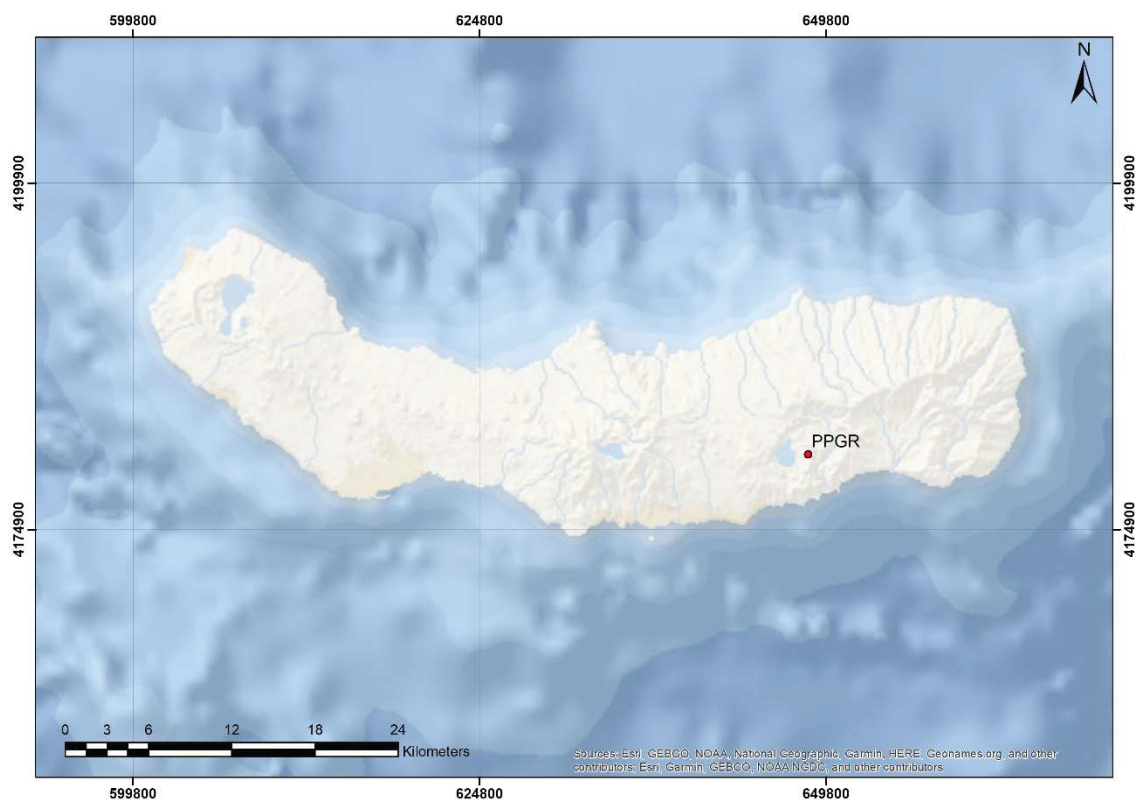 599800 624800 649800
N
4199900 4199900
PPGR
4174900 4174900
0 3 6 12 18 24
Kilometers
Sources: Esri, GEBCO, NOAA, National Geographic, Garmin, HERE, Geonames.org, and other
contributors; Esri, Garmin, GEBCO, NOAA NGDC, and other contributors
599800 624800 649800